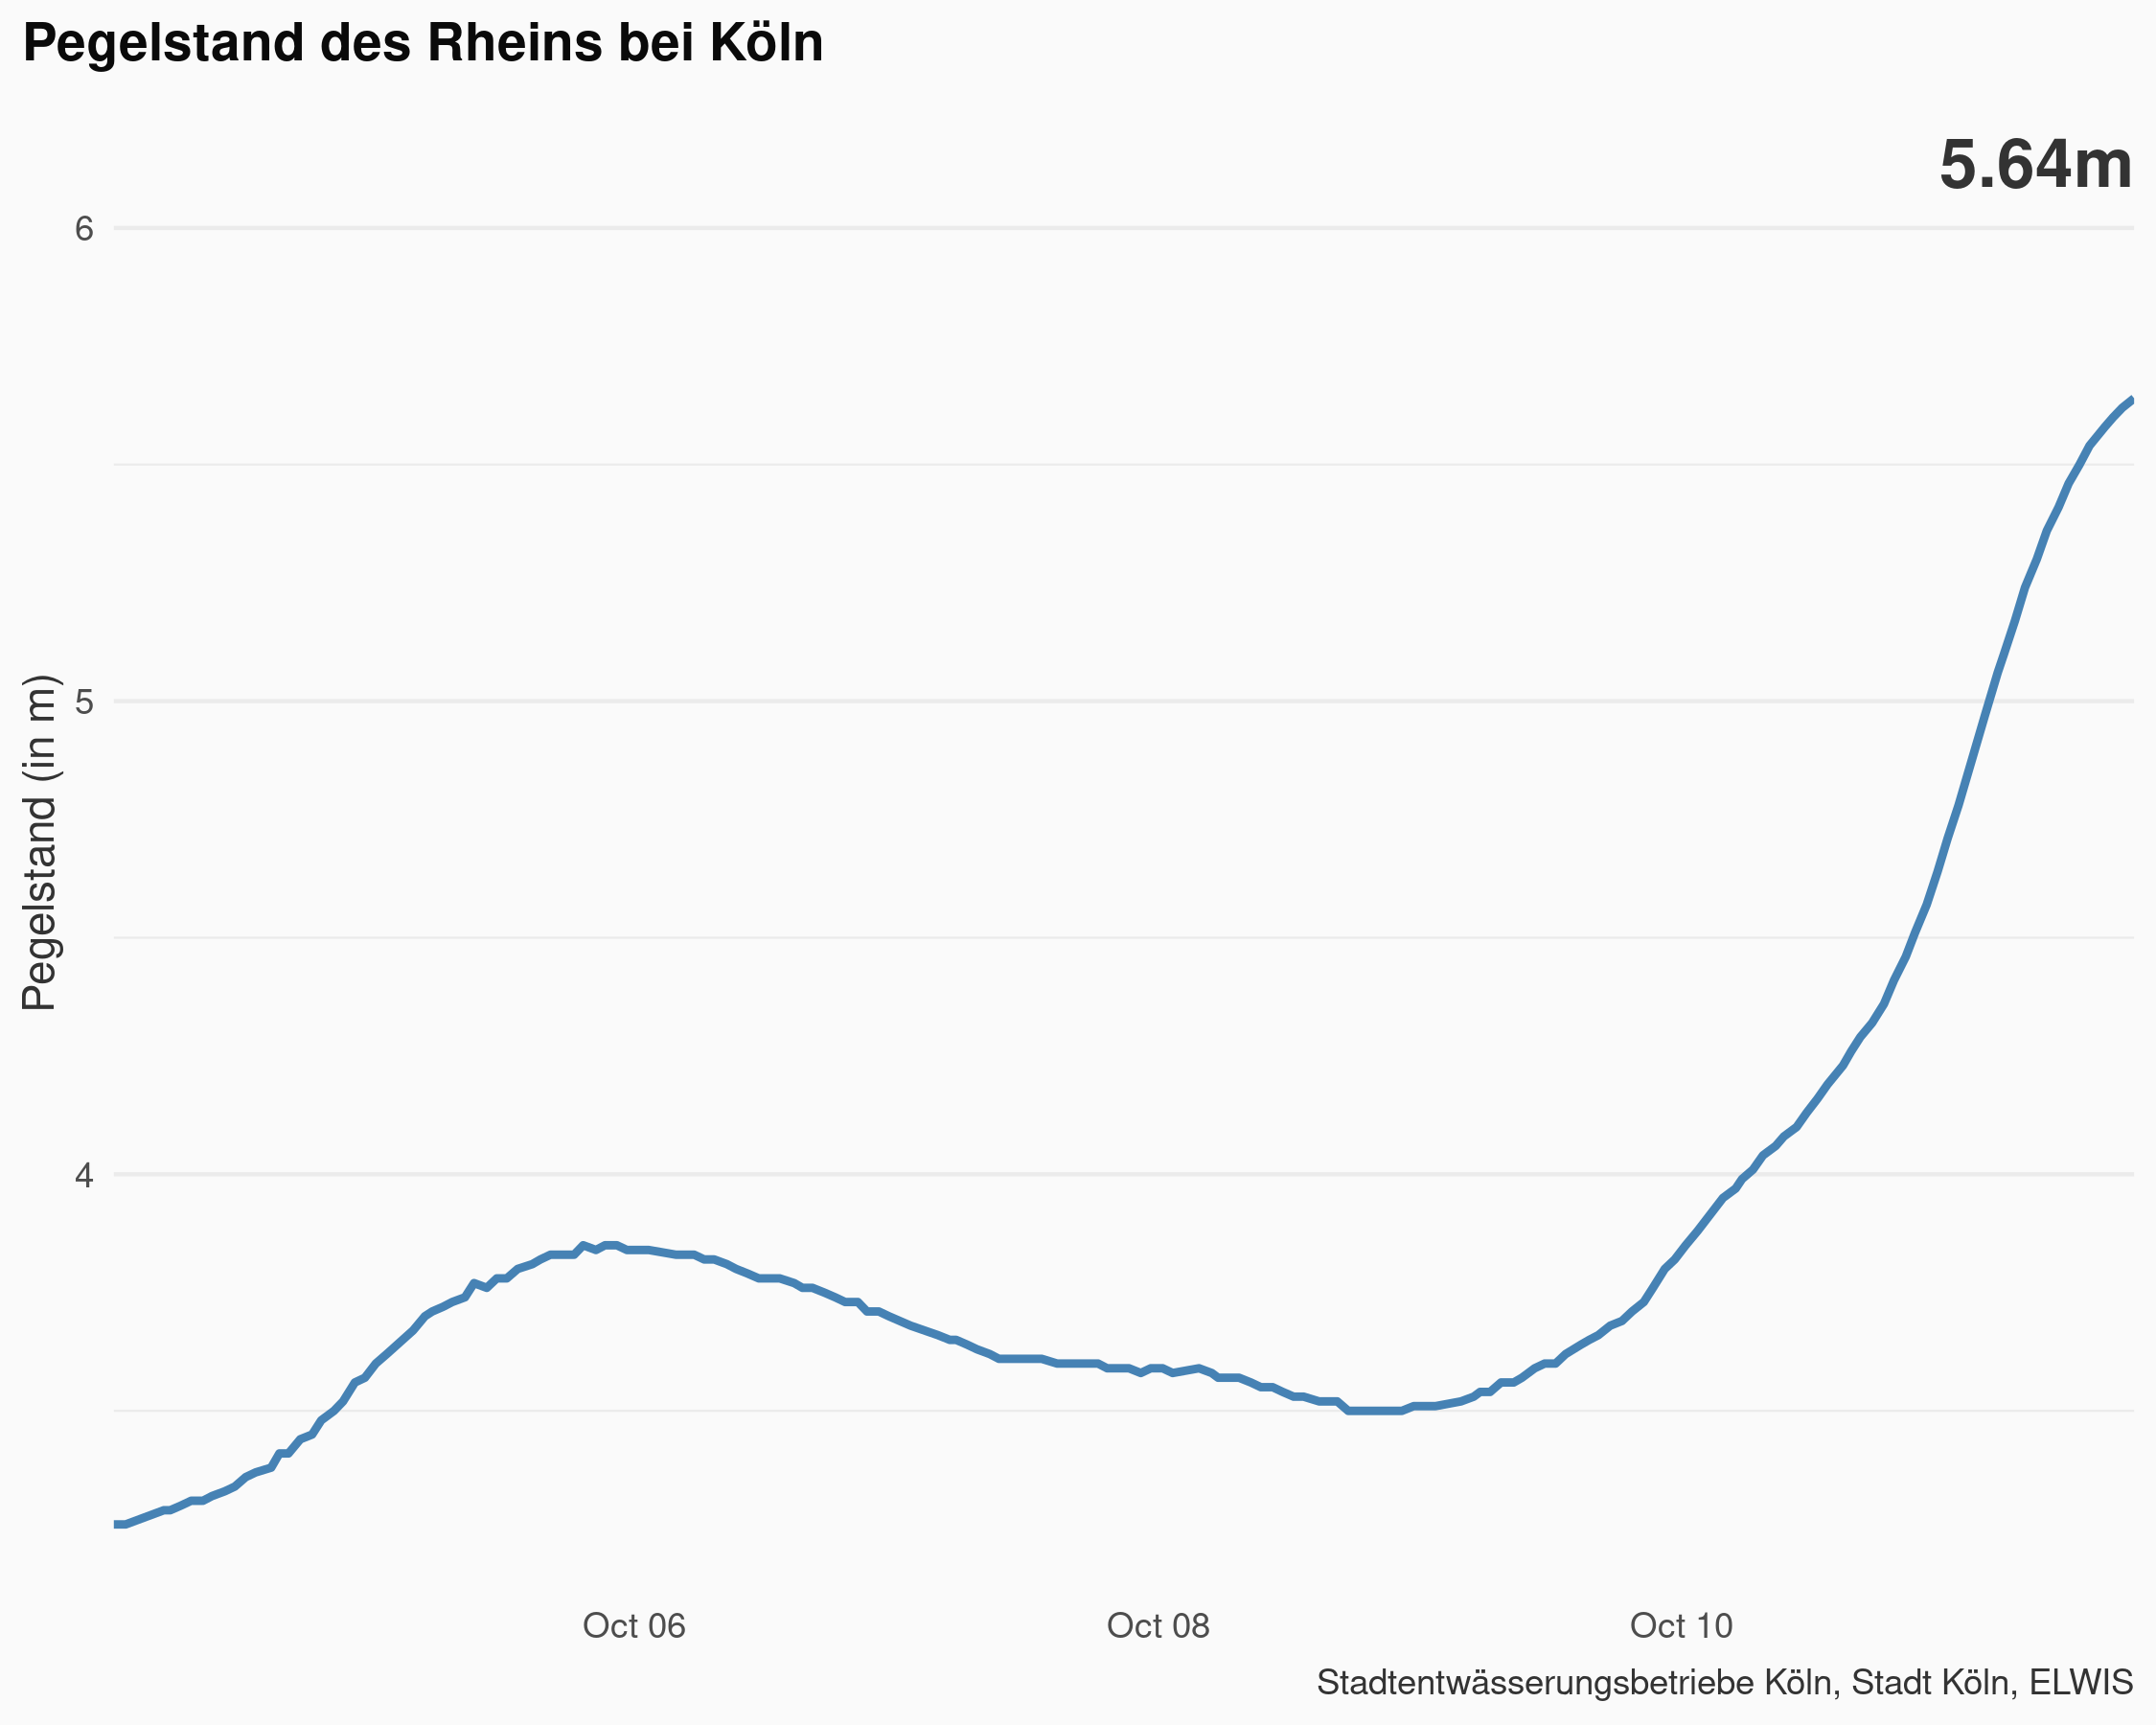 Pegelstand des Rheins bei Köln
5.64m
6
5
4
Pegelstand (in m)
Oct 06
Oct 08
Oct 10
Stadtentwässerungsbetriebe Köln, Stadt Köln, ELWIS